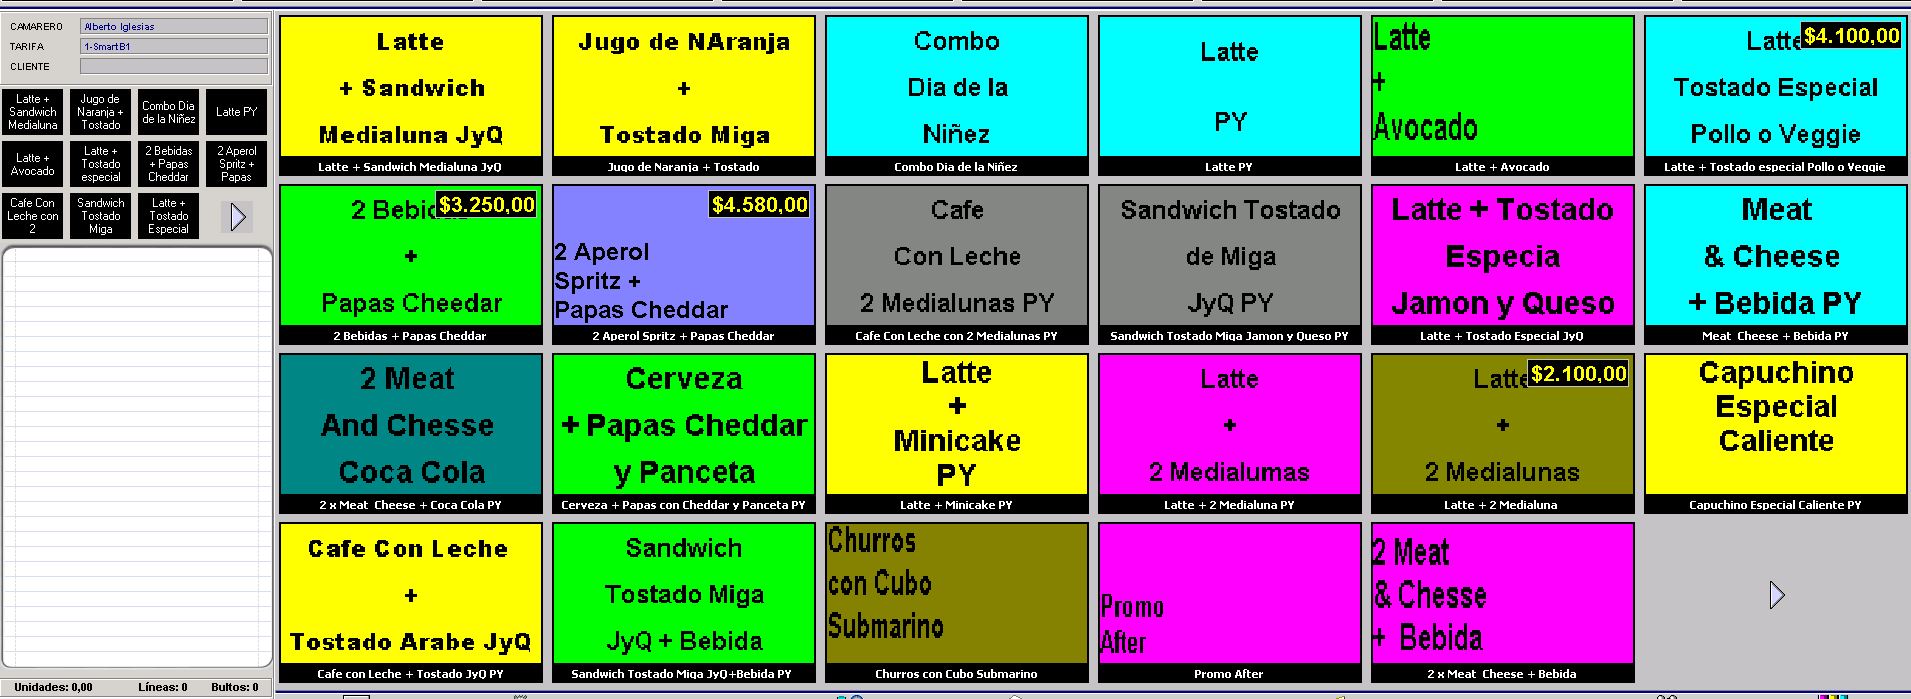 CAMARERO
Alberto Iglesias
TARIFA
1-SmartB1
CLIENTE
Latte +
Sandwich
Medialuna
Jugo de
Naranja +
Tostado
Combo Dia
de la Niñez
Latte PY
Latte +
Avocado
Latte +
Tostado
especial
2 Bebidas
+ Papas
Cheddar
2 Aperol
Spritz +
Papas
Cafe Con
Leche con
2
Sandwich
Tostado
Miga
Latte +
Tostado
Especial
Unidades: 0,00
Líneas: 0
Bultos: 0
Latte
+ Sandwich
Medialuna JyQ
Latte + Sandwich Medialuna JyQ
Jugo de NAranja
+
Tostado Miga
Jugo de Naranja + Tostado
Combo
Dia de la
Niñez
Combo Dia de la Niñez
Latte
PY
Latte PY
Latte
+
Avocado
Latte + Avocado
Latte
$4.100,00
Tostado Especial
Pollo o Veggie
Latte + Tostado especial Pollo o Veggie
2 Bebidas
$3.250,00
+
Papas Cheedar
2 Bebidas + Papas Cheddar
$4.580,00
2 Aperol
Spritz +
Papas Cheddar
2 Aperol Spritz + Papas Cheddar
Cafe
Con Leche
2 Medialunas PY
Cafe Con Leche con 2 Medialunas PY
Sandwich Tostado
de Miga
JyQ PY
Sandwich Tostado Miga Jamon y Queso PY
Latte + Tostado
Especia
Jamon y Queso
Latte + Tostado Especial JyQ
Meat
& Cheese
+ Bebida PY
Meat  Cheese + Bebida PY
2 Meat
And Chesse
Coca Cola
2 x Meat  Cheese + Coca Cola PY
Cerveza
+ Papas Cheddar
y Panceta
Cerveza + Papas con Cheddar y Panceta PY
Latte
+
Minicake
PY
Latte + Minicake PY
Latte
+
2 Medialumas
Latte + 2 Medialuna PY
Latte
$2.100,00
+
2 Medialunas
Latte + 2 Medialuna
Capuchino
Especial
Caliente
Capuchino Especial Caliente PY
Cafe Con Leche
+
Tostado Arabe JyQ
Cafe con Leche + Tostado JyQ PY
Sandwich
Tostado Miga
JyQ + Bebida
Sandwich Tostado Miga JyQ+Bebida PY
Churros
con Cubo
Submarino
Churros con Cubo Submarino
Promo
After
Promo After
2 Meat
& Chesse
+ Bebida
2 x Meat  Cheese + Bebida